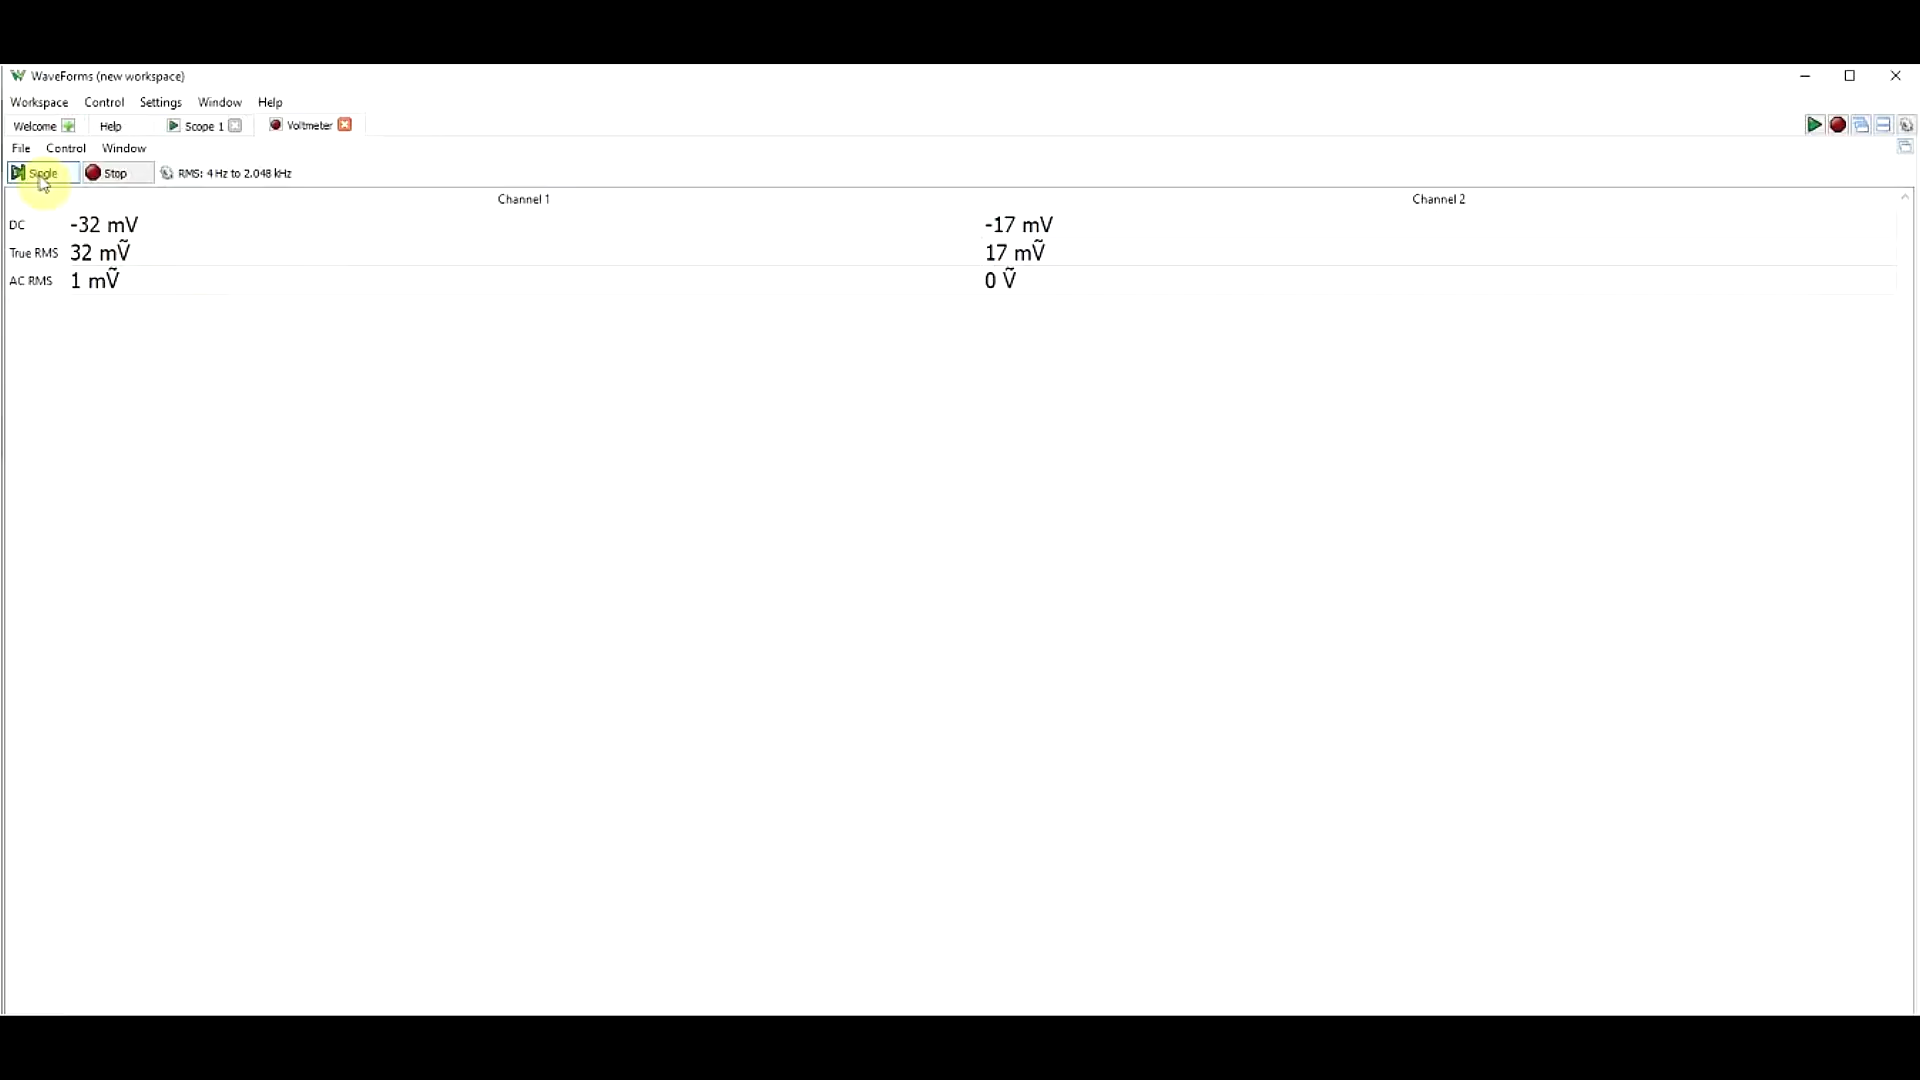 WaveForms (new workspace)
Workspace Control Settings Window Help
Welcome Help Scope 1 Voltmeter
File Control Window
Single Stop RMS: 4 Hz to 2.048 kHz
Channel 1 Channel 2
DC -32 mV -17 mV
True RMS 32 mṼ 17 mṼ
AC RMS 1 mṼ 0 Ṽ